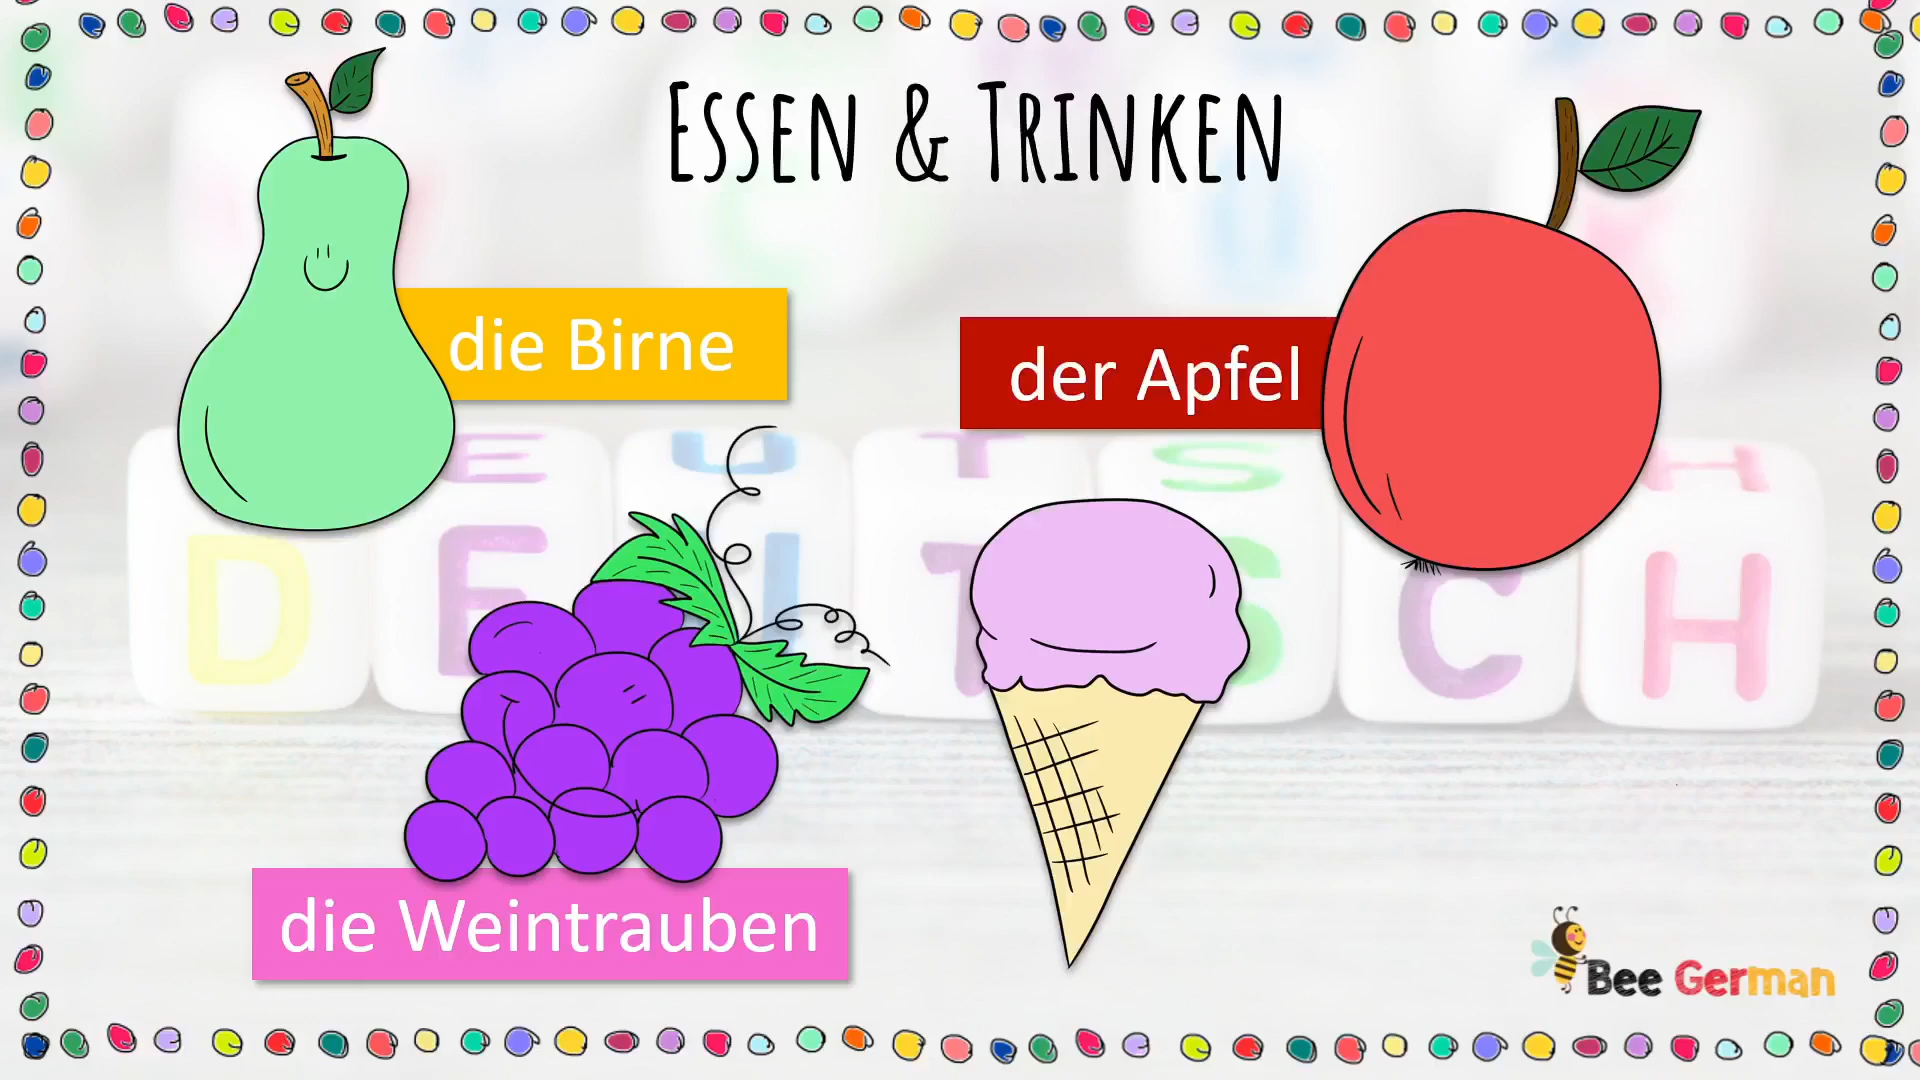 Essen & Trinken
die Birne
der Apfel
E U T S C H
D E U T S C H
die Weintrauben
Bee German